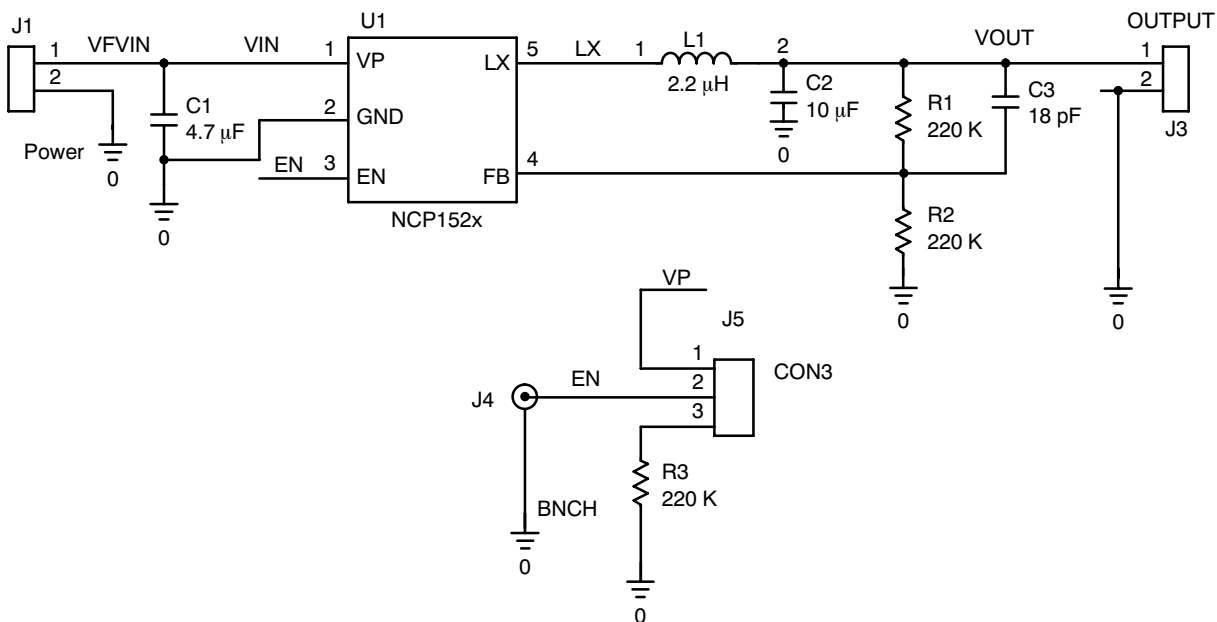 J1
1
2
Power
0
VFVIN
VIN
C1
4.7 μF
0
U1
1
VP
2
GND
EN
3
EN
LX
5
FB
4
NCP152x
LX
1
L1
2.2 μH
2
C2
10 μF
0
R1
220 K
R2
220 K
0
VOUT
C3
18 pF
OUTPUT
1
2
J3
0
VP
J5
1
2
3
CON3
EN
J4
BNCH
0
R3
220 K
0